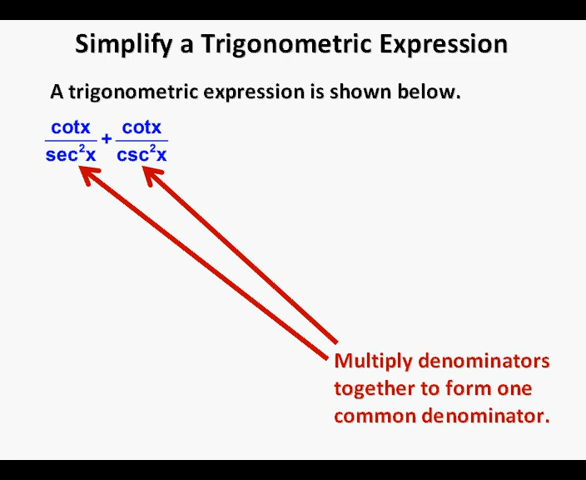 Simplify a Trigonometric Expression
A trigonometric expression is shown below.
cotx/sec²x + cotx/csc²x
Multiply denominators
together to form one
common denominator.